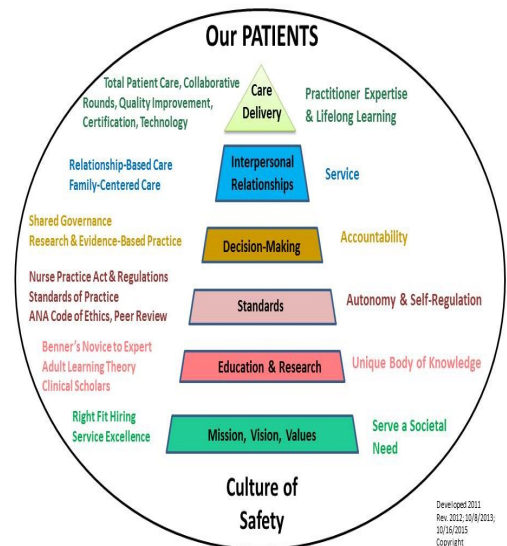 Our PATIENTS
Total Patient Care, Collaborative
Rounds, Quality Improvement,
Certification, Technology
Care
Delivery
Practitioner Expertise
& Lifelong Learning
Relationship-Based Care
Family-Centered Care
Interpersonal
Relationships
Service
Shared Governance
Research & Evidence-Based Practice
Decision-Making
Accountability
Nurse Practice Act & Regulations
Standards of Practice
ANA Code of Ethics, Peer Review
Standards
Autonomy & Self-Regulation
Benner's Novice to Expert
Adult Learning Theory
Clinical Scholars
Education & Research
Unique Body of Knowledge
Right Fit Hiring
Service Excellence
Mission, Vision, Values
Serve a Societal
Need
Culture of
Safety
Developed 2011
Rev. 2012; 10/8/2013;
10/16/2015
Copyright